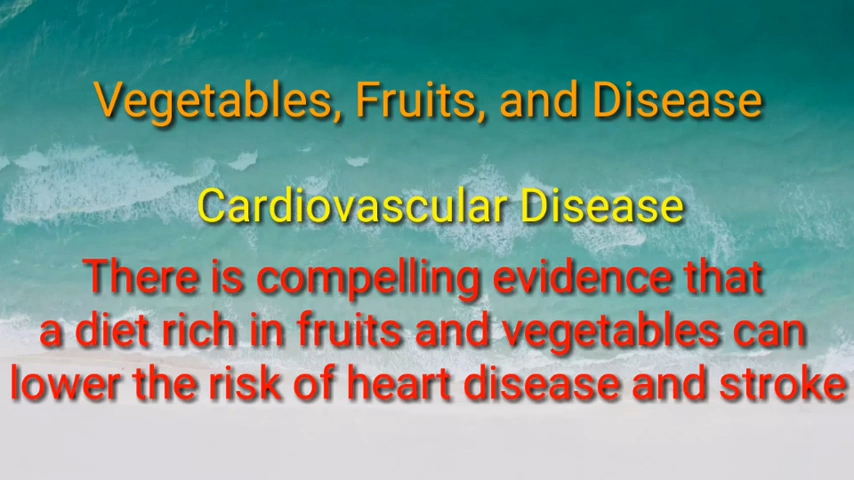 Vegetables, Fruits, and Disease
Cardiovascular Disease
There is compelling evidence that
a diet rich in fruits and vegetables can
lower the risk of heart disease and stroke